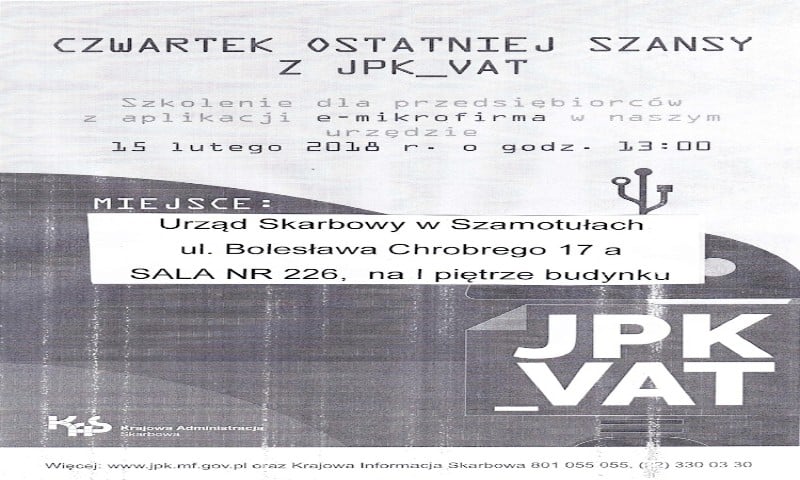 CZWARTEK OSTATNIEJ SZANSY
Z JPK_VAT
Szkolenie dla przedsiębiorców
z aplikacji e-mikrofirma w naszym
urzędzie
15 lutego 2018 r. o godz. 13:00
MIEJSCE:
Urząd Skarbowy w Szamotułach
ul. Bolesława Chrobrego 17 a
SALA NR 226, na I piętrze budynku
JPK
_VAT
KAS Krajowa Administracja
Skarbowa
Więcej: www.jpk.mf.gov.pl oraz Krajowa Informacja Skarbowa 801 055 055, 330 03 30